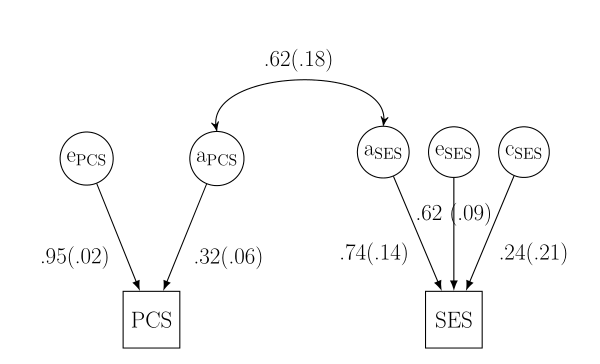 .62(.18)
ePCS aPCS aSES eSES cSES
.62 (.09)
.95(.02) .32(.06) .74(.14) .24(.21)
PCS SES